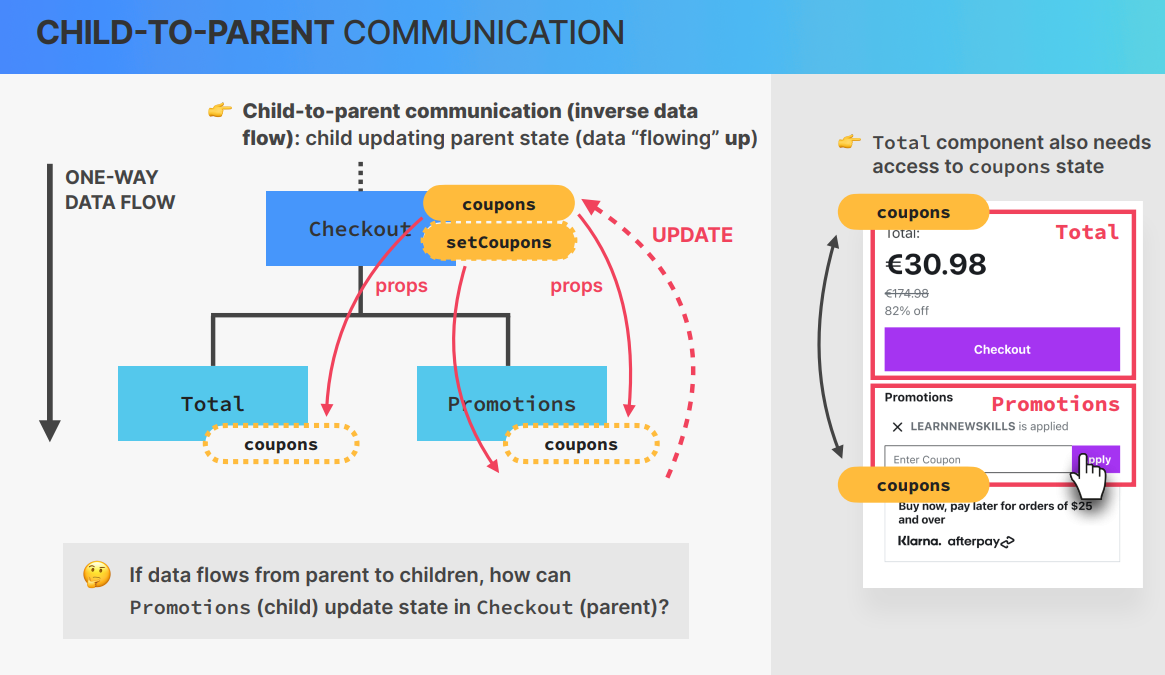 CHILD-TO-PARENT COMMUNICATION
Child-to-parent communication (inverse data
flow): child updating parent state (data “flowing” up)
ONE-WAY
DATA FLOW
Checkout
coupons
setCoupons
UPDATE
props
props
Total
Promotions
coupons
coupons
If data flows from parent to children, how can
Promotions (child) update state in Checkout (parent)?
Total component also needs
access to coupons state
coupons
Total:
Total
€30.98
€174.98
82% off
Checkout
Promotions
Promotions
LEARNNEWSKILLS is applied
Enter Coupon
coupons
Buy now, pay later for orders of $25
and over
Klarna. afterpay